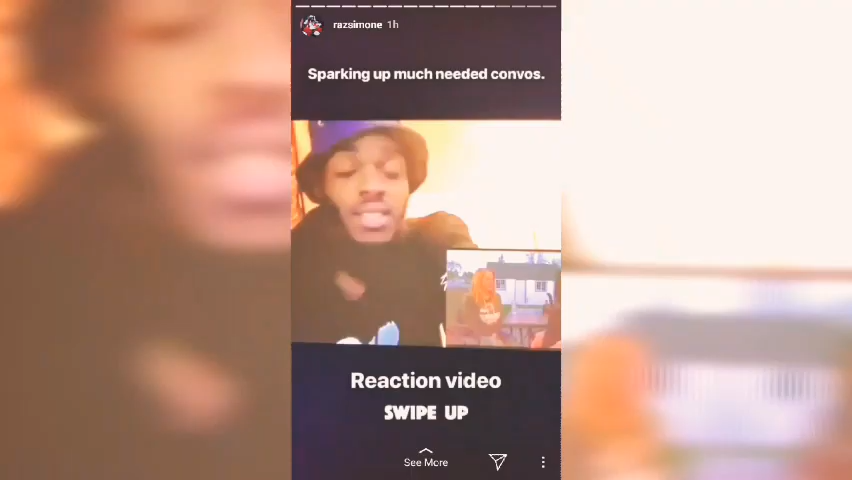 razsimone 1h
Sparking up much needed convos.
Reaction video
SWIPE UP
See More